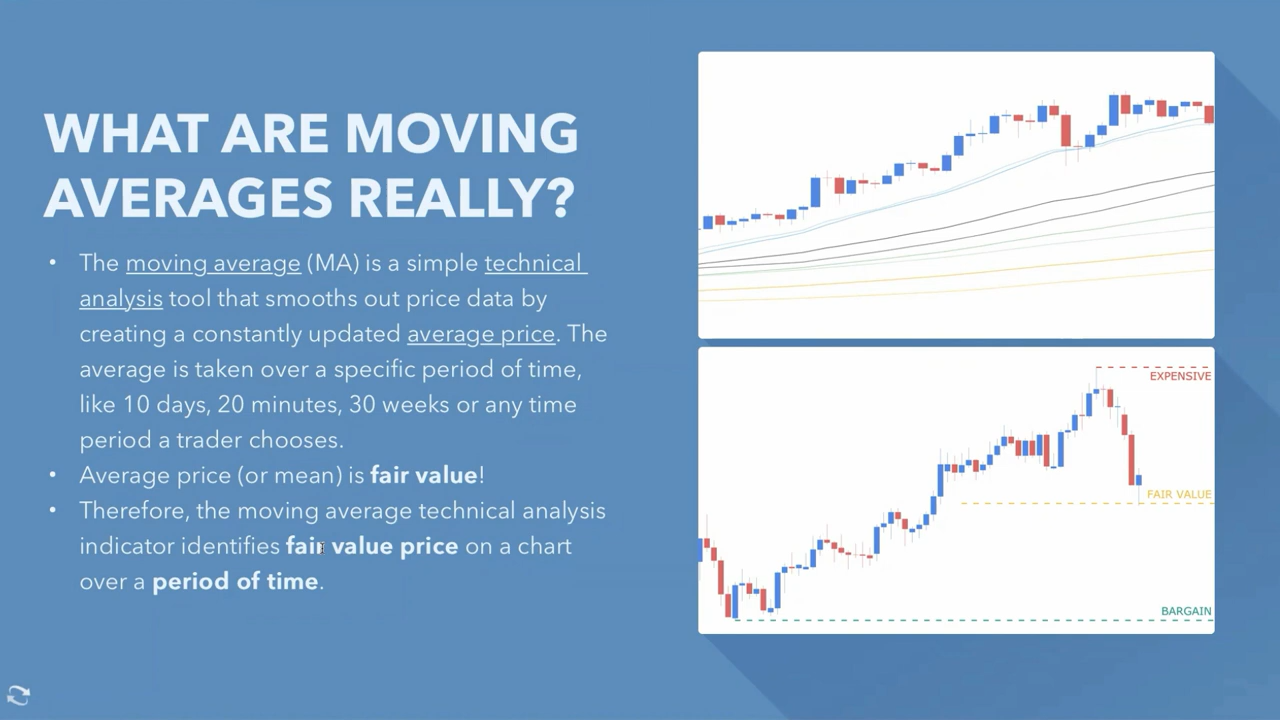 WHAT ARE MOVING
AVERAGES REALLY?
• The moving average (MA) is a simple technical
analysis tool that smooths out price data by
creating a constantly updated average price. The
average is taken over a specific period of time,
like 10 days, 20 minutes, 30 weeks or any time
period a trader chooses.
• Average price (or mean) is fair value!
• Therefore, the moving average technical analysis
indicator identifies fair value price on a chart
over a period of time.
EXPENSIVE
FAIR VALUE
BARGAIN